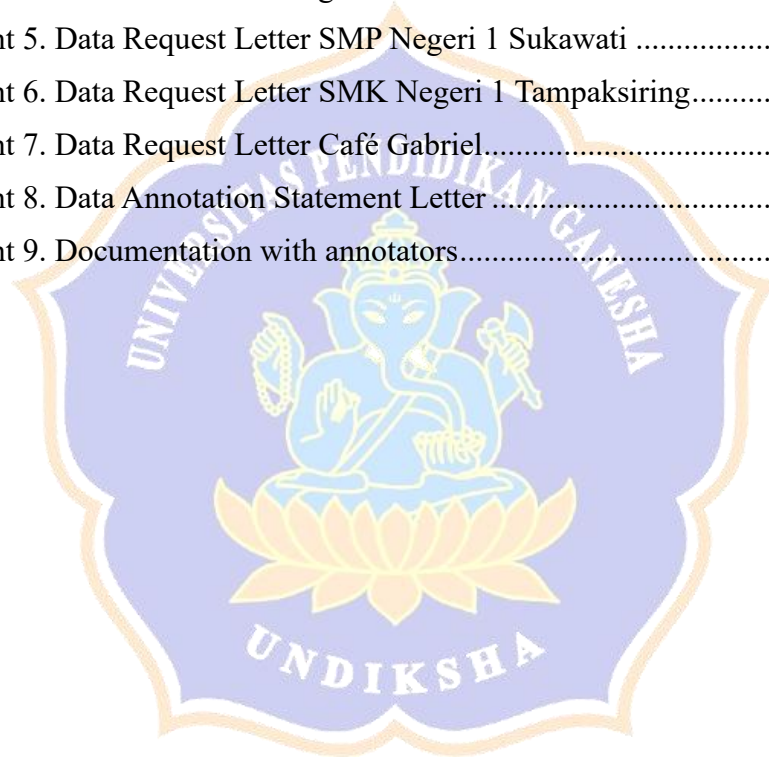 nt 5. Data Request Letter SMP Negeri 1 Sukawati ..................
nt 6. Data Request Letter SMK Negeri 1 Tampaksiring..........
nt 7. Data Request Letter Café Gabriel....................................
nt 8. Data Annotation Statement Letter ...................................
nt 9. Documentation with annotators.......................................
UNIVERSITAS PENDIDIKAN GANESHA
UNDIKSHA